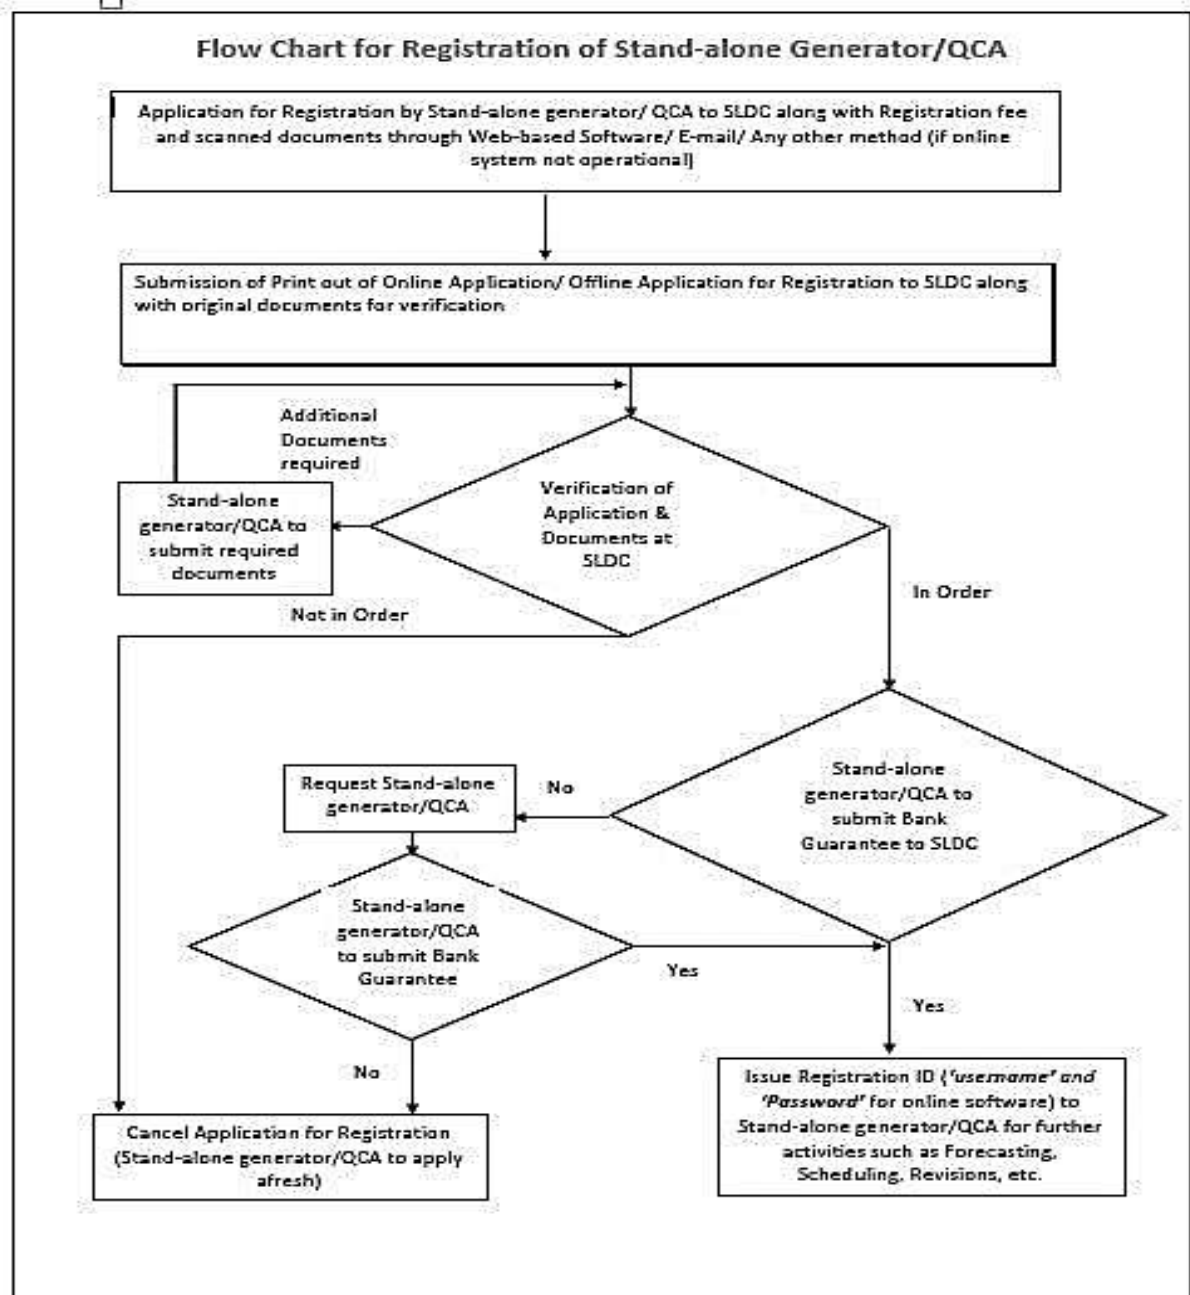 Flow Chart for Registration of Stand-alone Generator/QCA
Application for Registration by Stand-alone generator/ QCA to SLDC along with Registration fee
and scanned documents through Web-based Software/ E-mail/ Any other method (if online
system not operational)
Submission of Print out of Online Application/ Offline Application for Registration to SLDC along
with original documents for verification
Additional
Documents
required
Verification of
Application &
Documents at
SLDC
Stand-alone
generator/QCA to
submit required
documents
In Order
Not in Order
Stand-alone
generator/QCA to
submit Bank
Guarantee to SLDC
No
Request Stand-alone
generator/QCA
Stand-alone
generator/QCA
to submit Bank
Guarantee
Yes
Yes
No
Issue Registration ID ('username' and
'Password' for online software) to
Stand-alone generator/QCA for further
activities such as Forecasting,
Scheduling, Revisions, etc.
Cancel Application for Registration
(Stand-alone generator/QCA to apply
afresh)